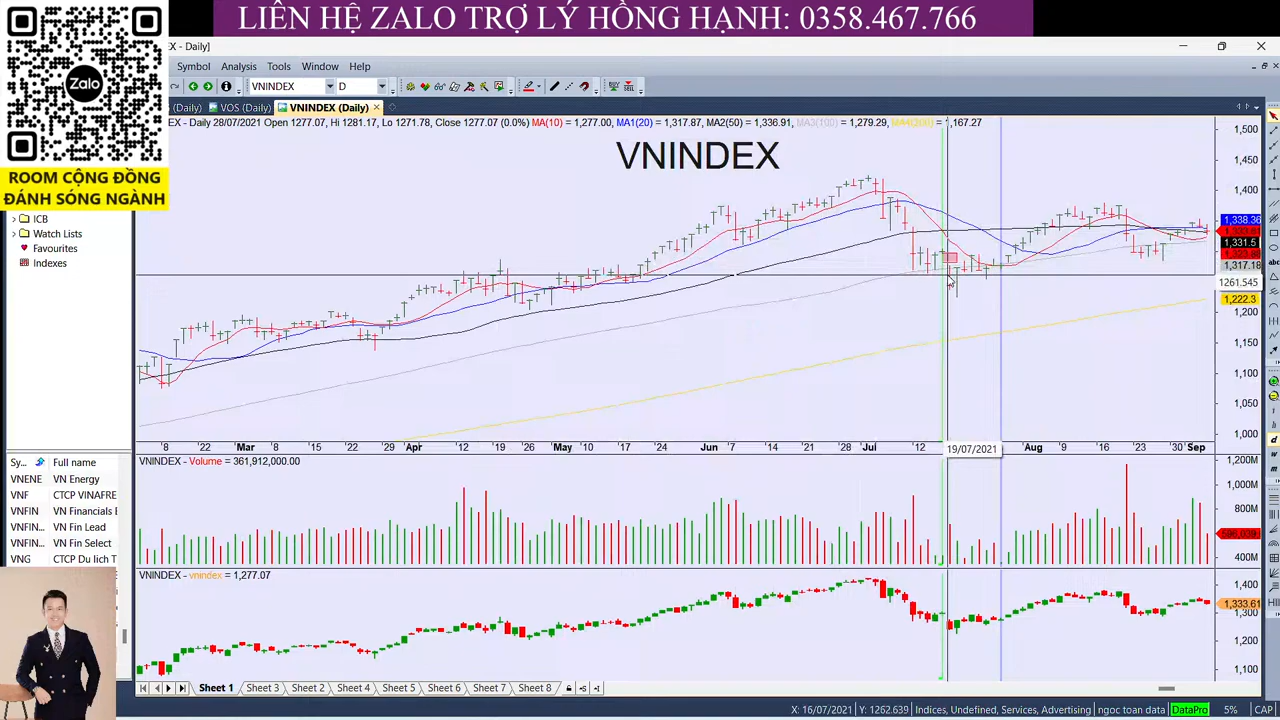 LIÊN HỆ ZALO TRỢ LÝ HỒNG HẠNH 0358.467.766
Zalo
ROOM CỘNG ĐỒNG
ĐÁNH SÓNG NGÀNH
EX - Daily]
Symbol Analysis Tools Window Help
VNINDEX D
(Daily) VOS (Daily) VNINDEX (Daily)
EX - Daily 28/07/2021 Open 1277.07, Hi 1281.17, Lo 1271.78, Close 1277.07 (0.0%) MA(10) = 1,277.00, MA1(20) = 1,317.87, MA2(50) = 1,336.91, MA3(100) = 1,279.29, MA4(200) = 1,167.27
VNINDEX
1,500
1,450
1,400
1,338.36
1,333.61
1,331.5
1,317.18
1261.545
1,222.3
1,200
1,150
1,100
1,050
1,000
ICB
Watch Lists
Favourites
Indexes
8 22 Mar 8 15 22 29 Apr 12 19 26 May 10 17 24 Jun 7 14 21 28 Jul 12 19/07/2021 Aug 9 16 23 30 Sep
VNINDEX - Volume = 361,912,000.00
1,200M
1,000M
800M
400M
Sy... Full name
VNENE VN Energy
VNF CTCP VINAFRE
VNFIN VN Financials E
VNFIN... VN Fin Lead
VNFIN... VN Fin Select
VNG CTCP Du lich T
VNINDEX - vnindex = 1,277.07
1,400
1,333.61
1,300
1,200
1,100
Sheet 1 Sheet 3 Sheet 2 Sheet 4 Sheet 5 Sheet 6 Sheet 7 Sheet 8
X: 16/07/2021 Y: 1262.639 Indices, Undefined, Services, Advertising ngoc toan data DataPro 5% CAP